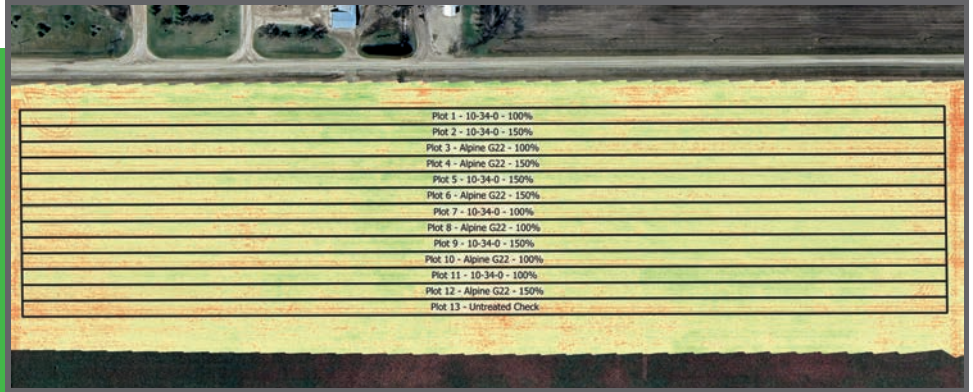 Plot 1 - 10-34-0 - 100%
Plot 2 - 10-34-0 - 150%
Plot 3 - Alpine G22 - 100%
Plot 4 - Alpine G22 - 150%
Plot 5 - 10-34-0 - 150%
Plot 6 - Alpine G22 - 150%
Plot 7 - 10-34-0 - 100%
Plot 8 - Alpine G22 - 100%
Plot 9 - 10-34-0 - 150%
Plot 10 - Alpine G22 - 100%
Plot 11 - 10-34-0 - 100%
Plot 12 - Alpine G22 - 150%
Plot 13 - Untreated Check